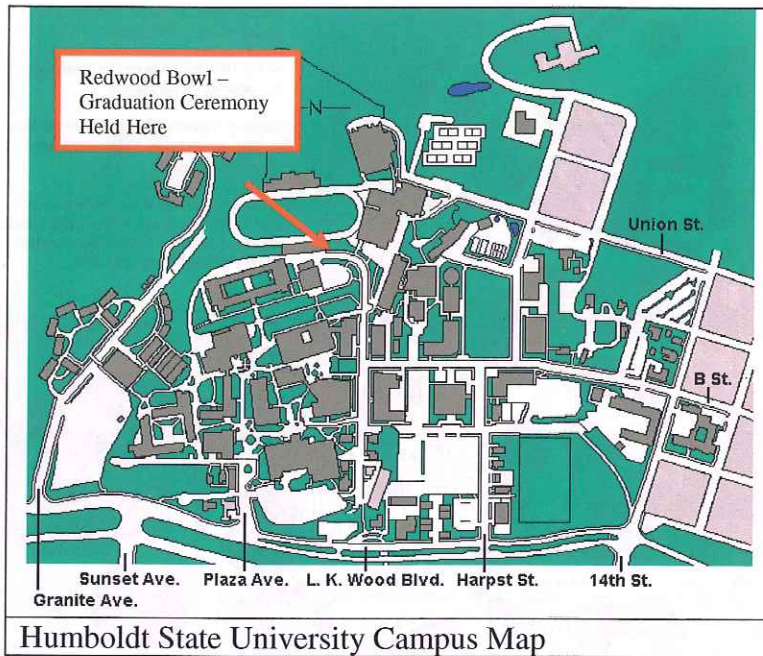 Redwood Bowl –
Graduation Ceremony
Held Here
N
Union St.
B St.
Sunset Ave.
Plaza Ave.
L. K. Wood Blvd.
Harpst St.
14th St.
Granite Ave.
Humboldt State University Campus Map